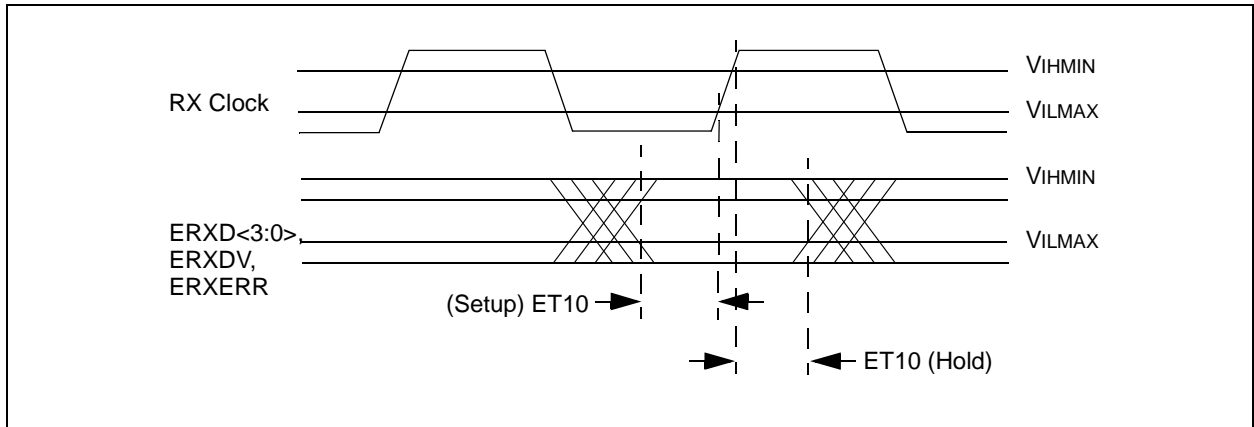 VIHMIN
RX Clock
VILMAX
VIHMIN
ERXD<3:0>,
ERXDV,
ERXERR
VILMAX
(Setup) ET10
ET10 (Hold)